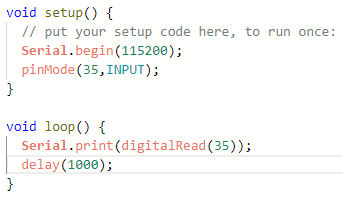 void setup() {
  // put your setup code here, to run once:
  Serial.begin(115200);
  pinMode(35,INPUT);
}

void loop() {
  Serial.print(digitalRead(35));
  delay(1000);
}